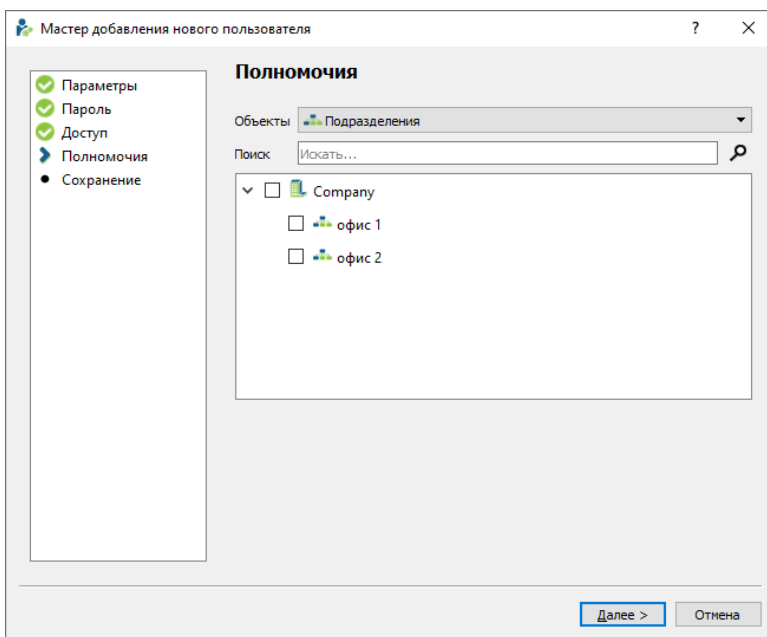 Мастер добавления нового пользователя ?
Параметры
Пароль
Доступ
Полномочия
Сохранение
Полномочия
Объекты Подразделения
Поиск Искать...
Company
офис 1
офис 2
Далее > Отмена